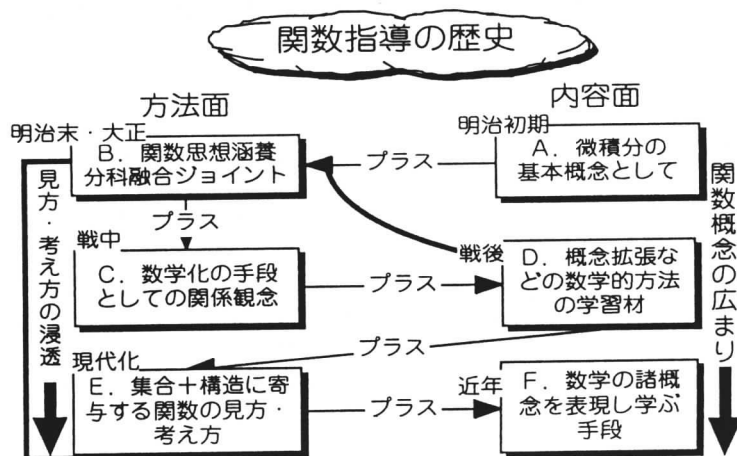 関数指導の歴史
方法面
内容面
明治末・大正
明治初期
B．関数思想涵養
分科融合ジョイント
プラス
A．微積分の
基本概念として
プラス
戦中
戦後
C．数学化の手段
としての関係観念
プラス
D．概念拡張な
どの数学的方法
の学習材
プラス
現代化
近年
E．集合＋構造に寄
与する関数の見方・
考え方
プラス
F．数学の諸概
念を表現し学ぶ
手段
見方・考え方の浸透
関数概念の広まり